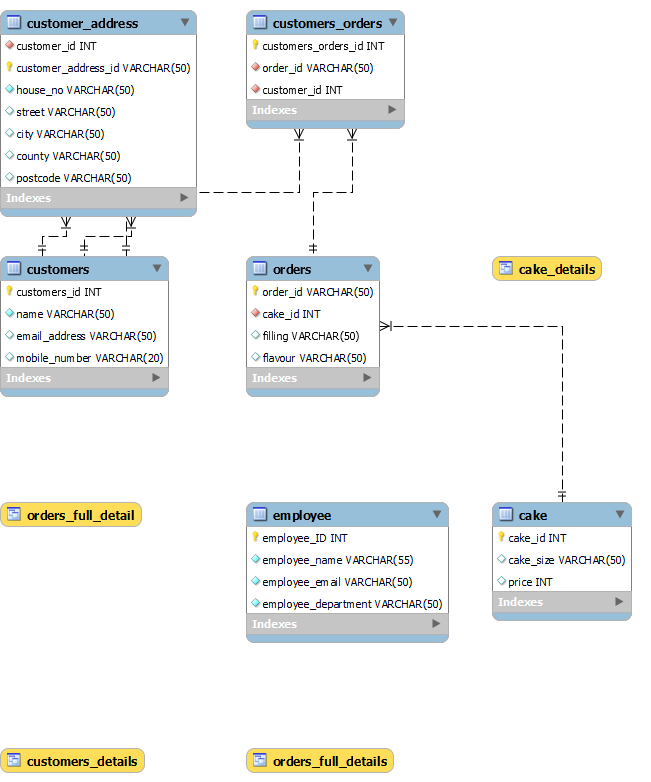 customer_address
customer_id INT
customer_address_id VARCHAR(50)
house_no VARCHAR(50)
street VARCHAR(50)
city VARCHAR(50)
county VARCHAR(50)
postcode VARCHAR(50)
Indexes
customers_orders
customers_orders_id INT
order_id VARCHAR(50)
customer_id INT
Indexes
customers
customers_id INT
name VARCHAR(50)
email_address VARCHAR(50)
mobile_number VARCHAR(20)
Indexes
orders
order_id VARCHAR(50)
cake_id INT
filling VARCHAR(50)
flavour VARCHAR(50)
Indexes
cake_details
orders_full_detail
employee
employee_ID INT
employee_name VARCHAR(55)
employee_email VARCHAR(50)
employee_department VARCHAR(50)
Indexes
cake
cake_id INT
cake_size VARCHAR(50)
price INT
Indexes
customers_details
orders_full_details